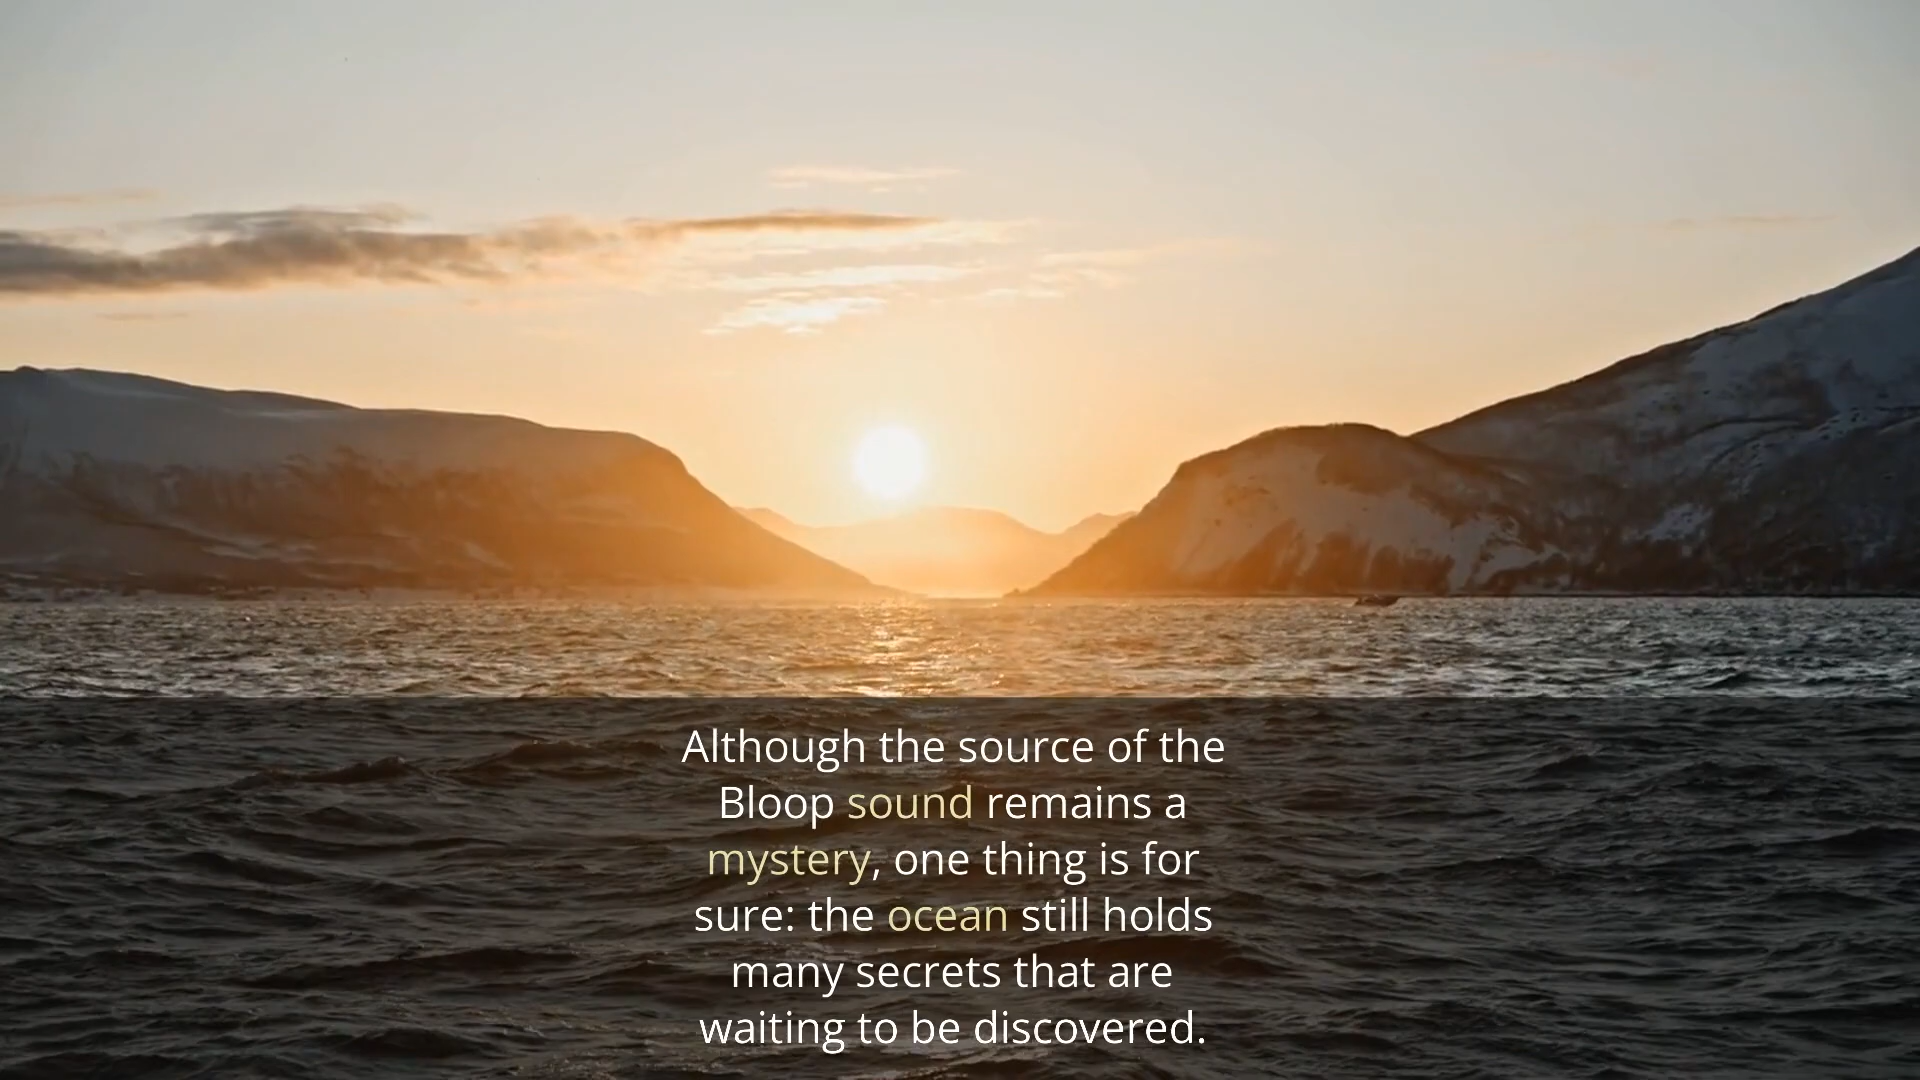 Although the source of the
Bloop sound remains a
mystery, one thing is for
sure: the ocean still holds
many secrets that are
waiting to be discovered.